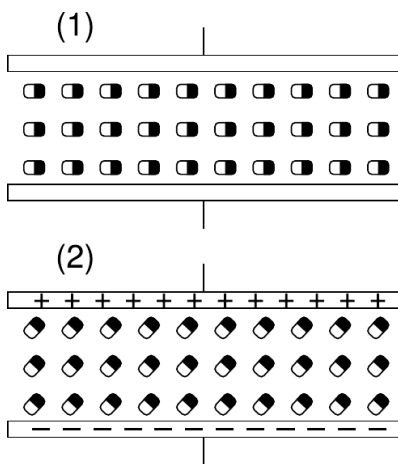 (1)
(2)
+ + + + + + + + + + + +
− − − − − − − − − − − −